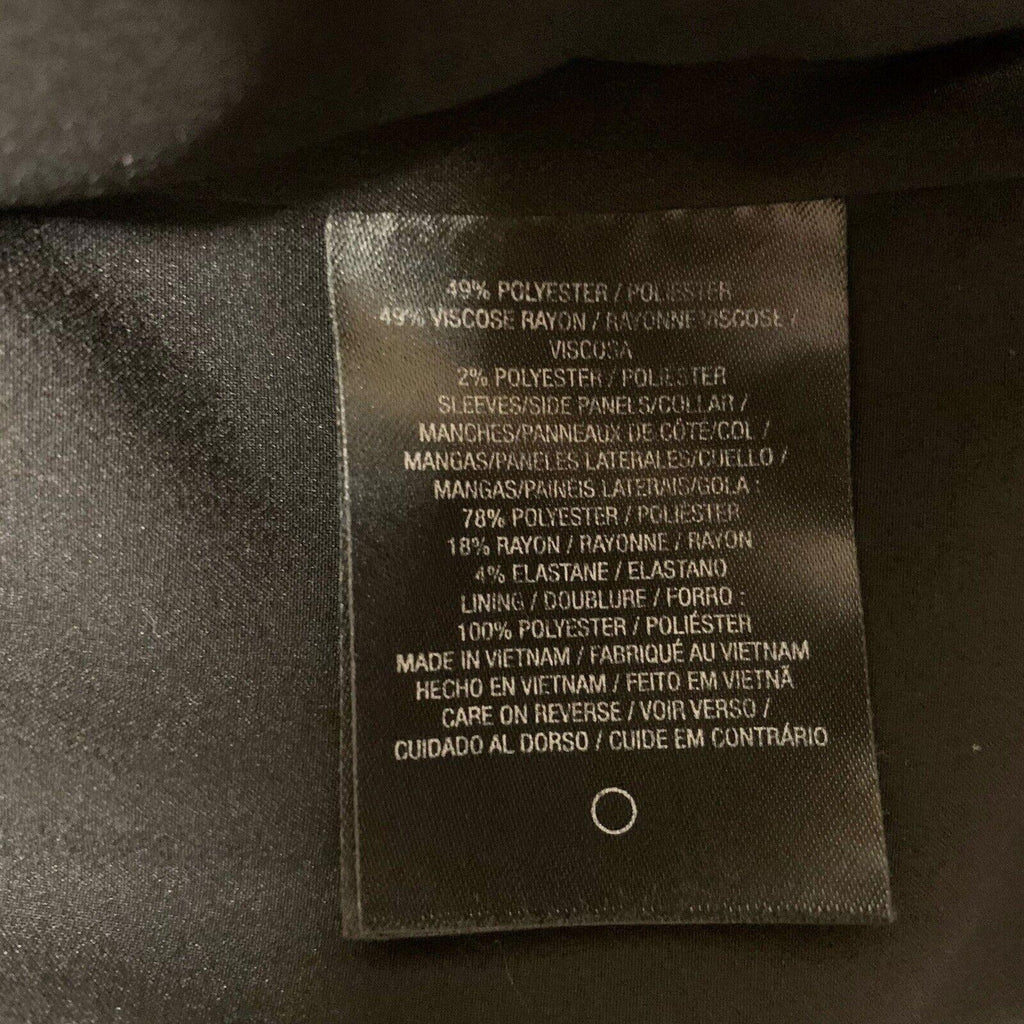 49% POLYESTER / POLIESTER
49% VISCOSE RAYON / RAYONNE VISCOSE /
VISCOSA
2% POLYESTER / POLIESTER
SLEEVES/SIDE PANELS/COLLAR /
MANCHES/PANNEAUX DE CÔTE/COL /
MANGAS/PANELES LATERALES/CUELLO /
MANGAS/PAINEIS LATERAIS/GOLA :
78% POLYESTER / POLIÉSTER
18% RAYON / RAYONNE / RAYON
4% ELASTANE / ELASTANO
LINING / DOUBLURE / FORRO :
100% POLYESTER / POLIÉSTER
MADE IN VIETNAM / FABRIQUÉ AU VIETNAM
HECHO EN VIETNAM / FEITO EM VIETNÃ
CARE ON REVERSE / VOIR VERSO /
CUIDADO AL DORSO / CUIDE EM CONTRÁRIO